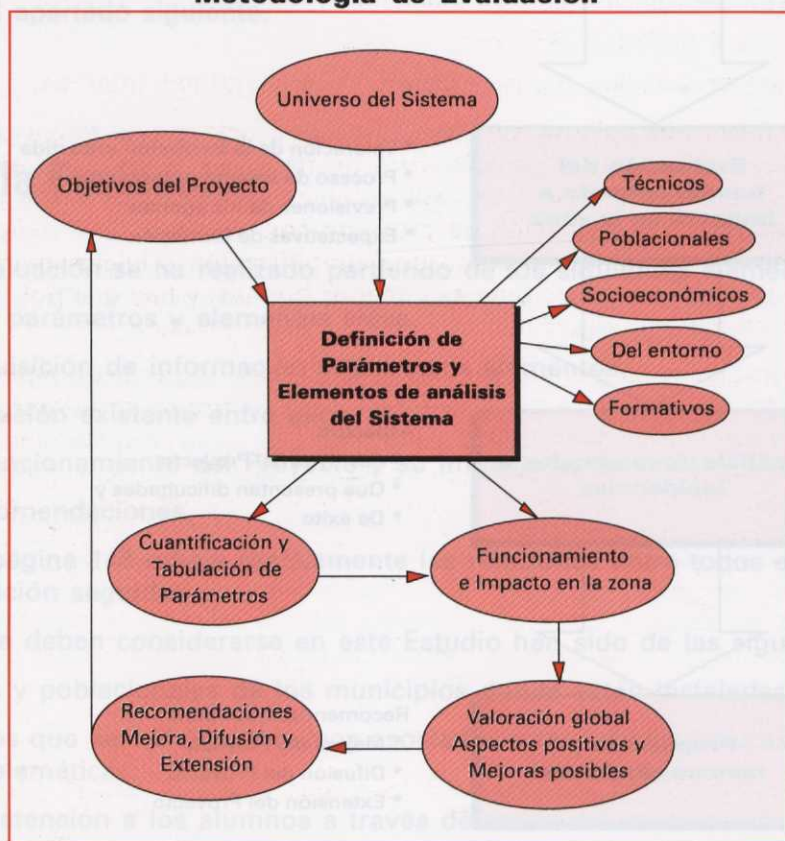 Metodología de Evaluación
Universo del Sistema
Objetivos del Proyecto
Técnicos
Poblacionales
Socioeconómicos
Del entorno
Formativos
Definición de
Parámetros y
Elementos de análisis
del Sistema
Cuantificación y
Tabulación de
Parámetros
Funcionamiento
e Impacto en la zona
Recomendaciones
Mejora, Difusión y
Extensión
Valoración global
Aspectos positivos y
Mejoras posibles